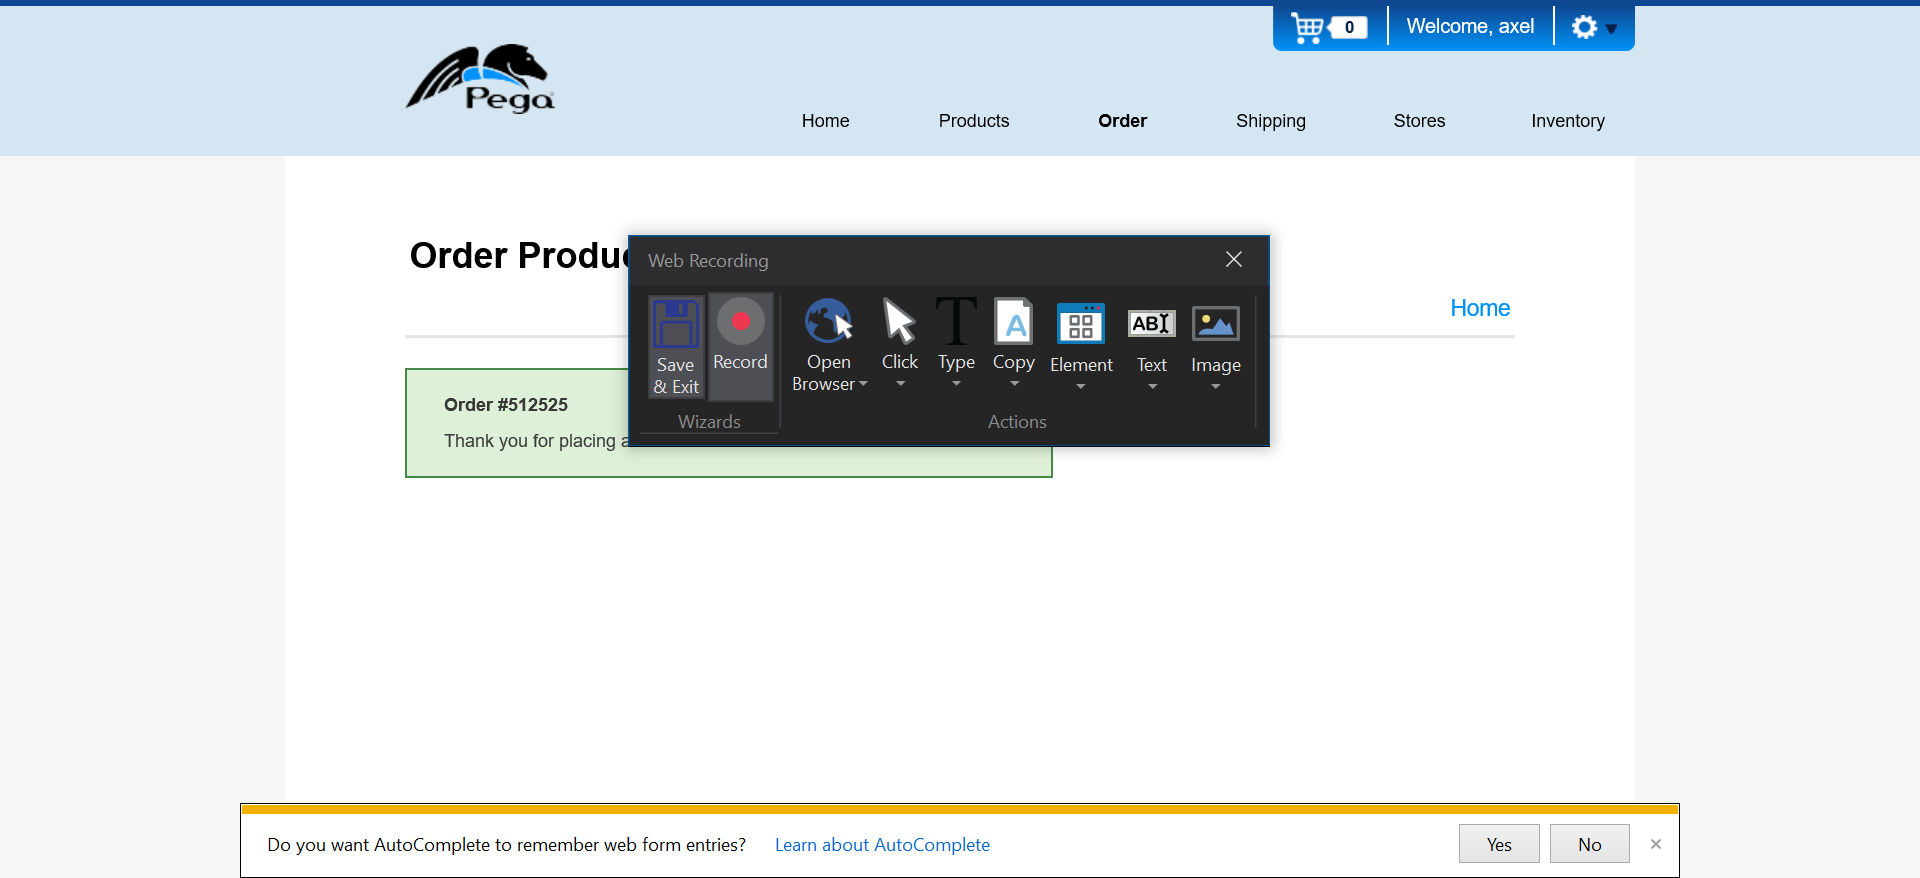 0
Welcome, axel
Pega
Home
Products
Order
Shipping
Stores
Inventory
Order Produ
Web Recording
Home
Save
& Exit
Record
Open
Browser
Click
Type
Copy
Element
Text
Image
Wizards
Actions
Order #512525
Thank you for placing
Do you want AutoComplete to remember web form entries? Learn about AutoComplete
Yes
No